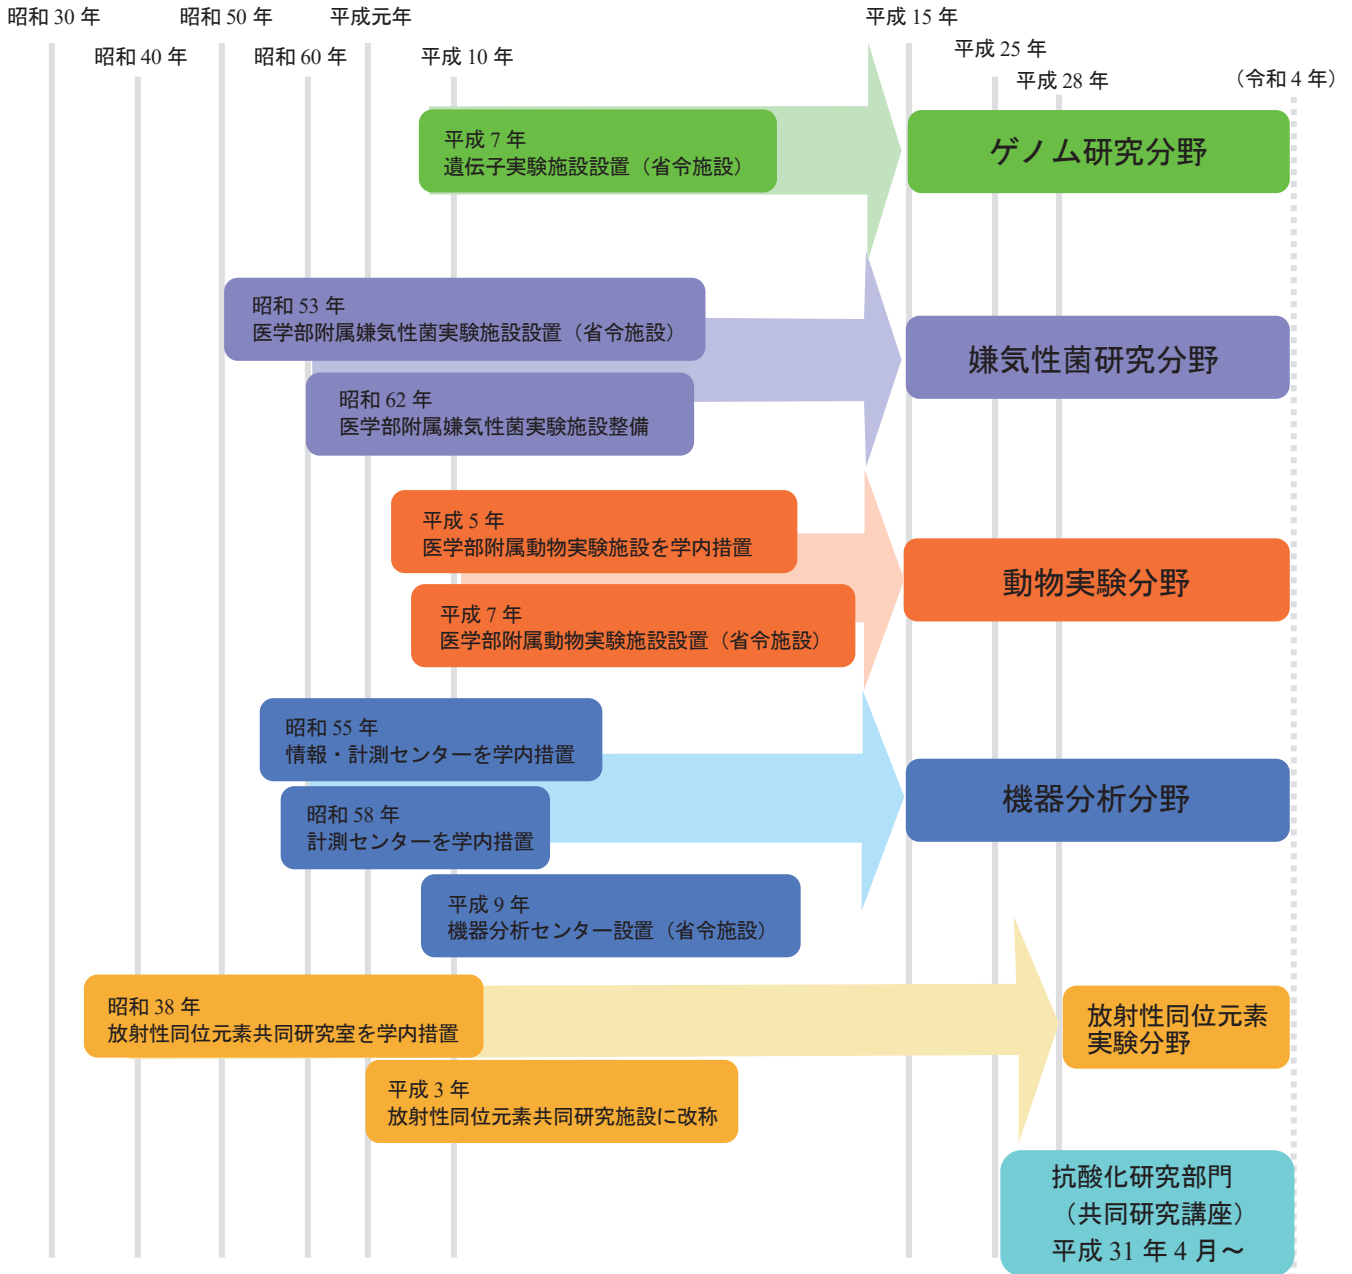 昭和 30 年
昭和 50 年
平成元年
平成 15 年
昭和 40 年
昭和 60 年
平成 10 年
平成 25 年
平成 28 年
（令和 4 年）
平成 7 年
遺伝子実験施設設置（省令施設）
ゲノム研究分野
昭和 53 年
医学部附属嫌気性菌実験施設設置（省令施設）
昭和 62 年
医学部附属嫌気性菌実験施設整備
嫌気性菌研究分野
平成 5 年
医学部附属動物実験施設を学内措置
平成 7 年
医学部附属動物実験施設設置（省令施設）
動物実験分野
昭和 55 年
情報・計測センターを学内措置
昭和 58 年
計測センターを学内措置
機器分析分野
平成 9 年
機器分析センター設置（省令施設）
昭和 38 年
放射性同位元素共同研究室を学内措置
放射性同位元素
実験分野
平成 3 年
放射性同位元素共同研究施設に改称
抗酸化研究部門
（共同研究講座）
平成 31 年 4 月〜